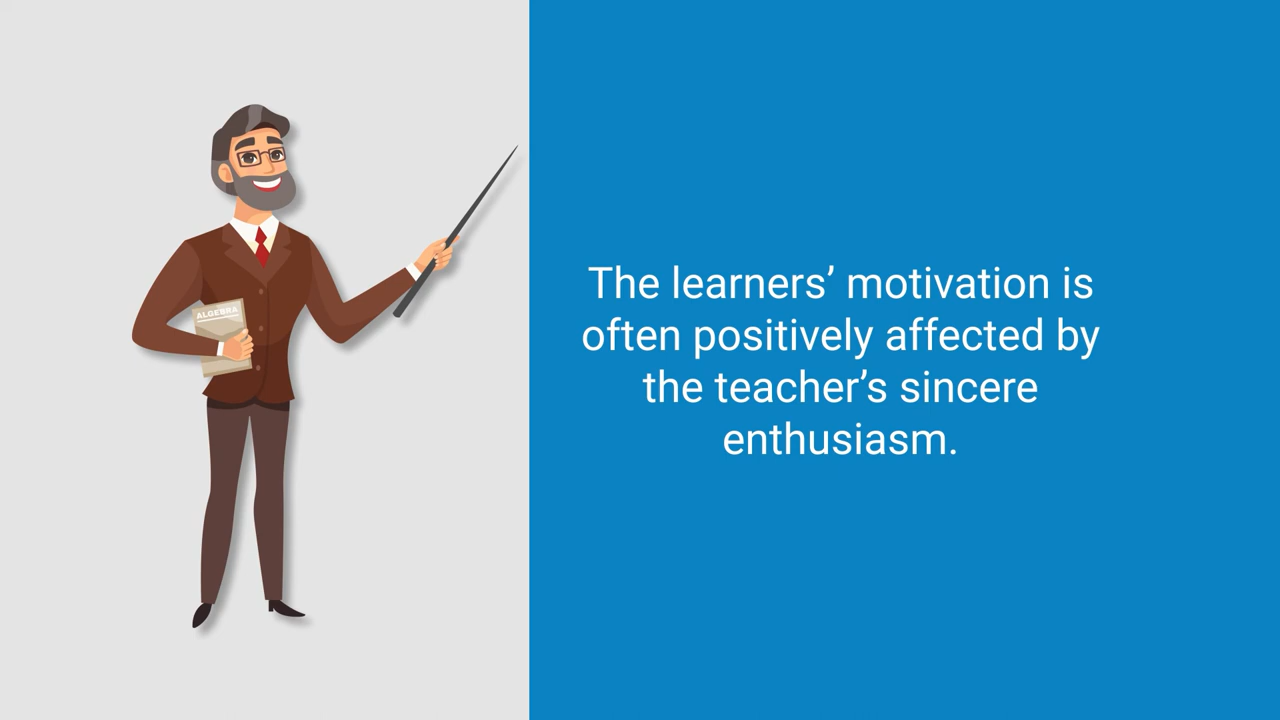 ALGEBRA
The learners’ motivation is
often positively affected by
the teacher’s sincere
enthusiasm.